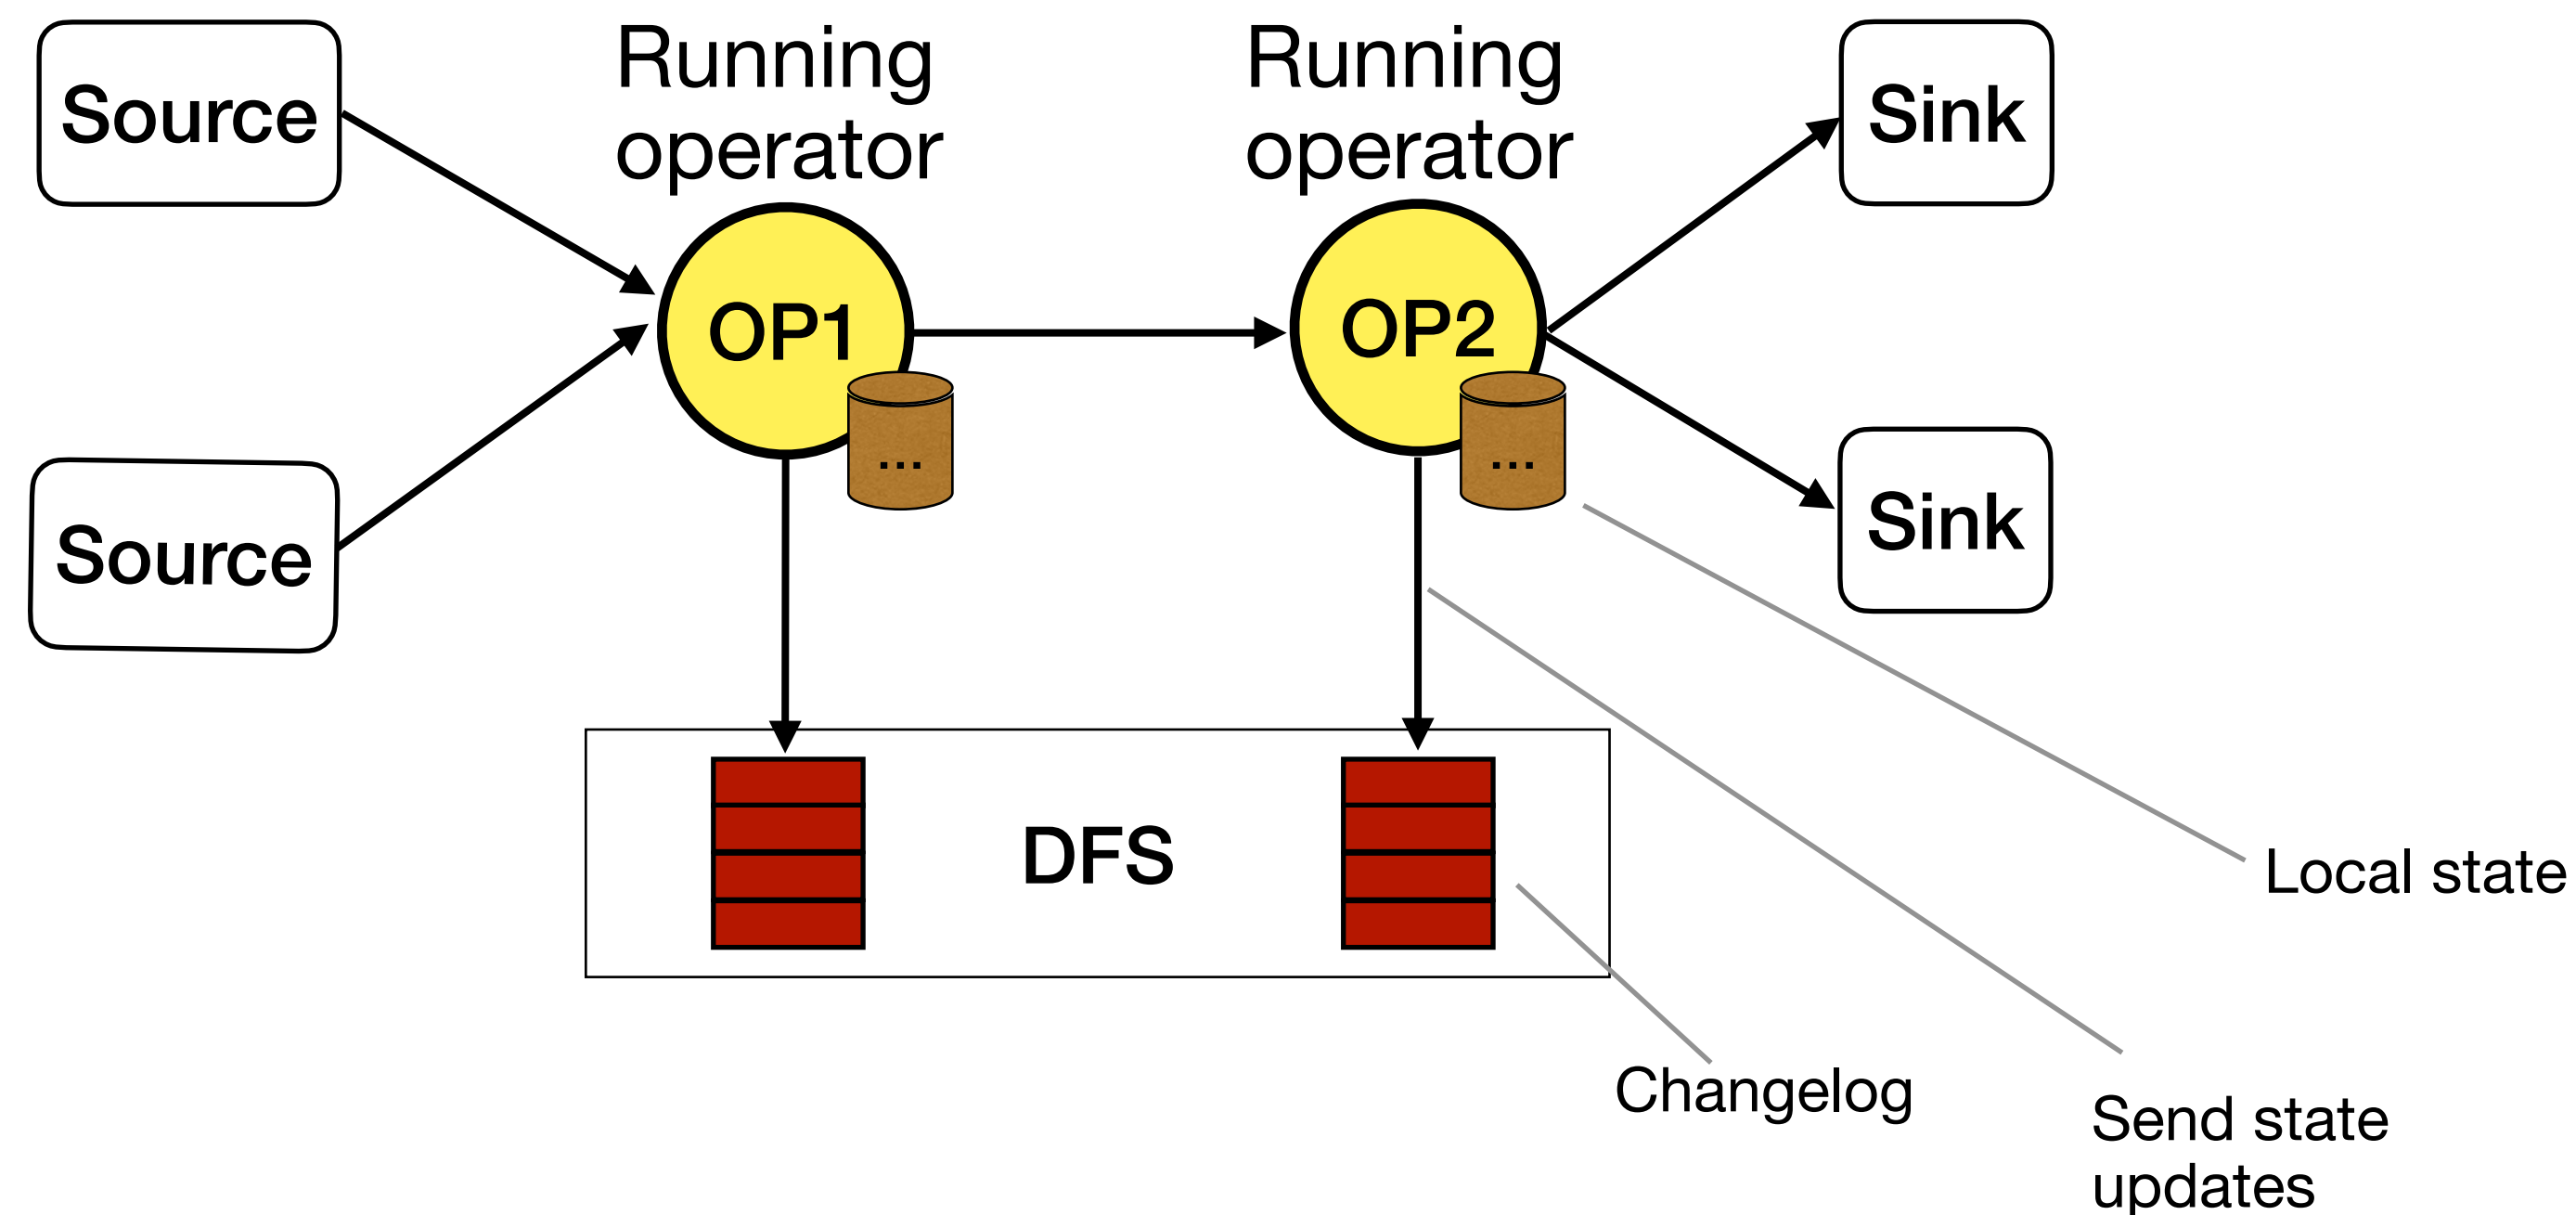 Source
Running
operator
Running
operator
Sink
OP1
OP2
...
...
Source
Sink
DFS
Local state
Changelog
Send state
updates